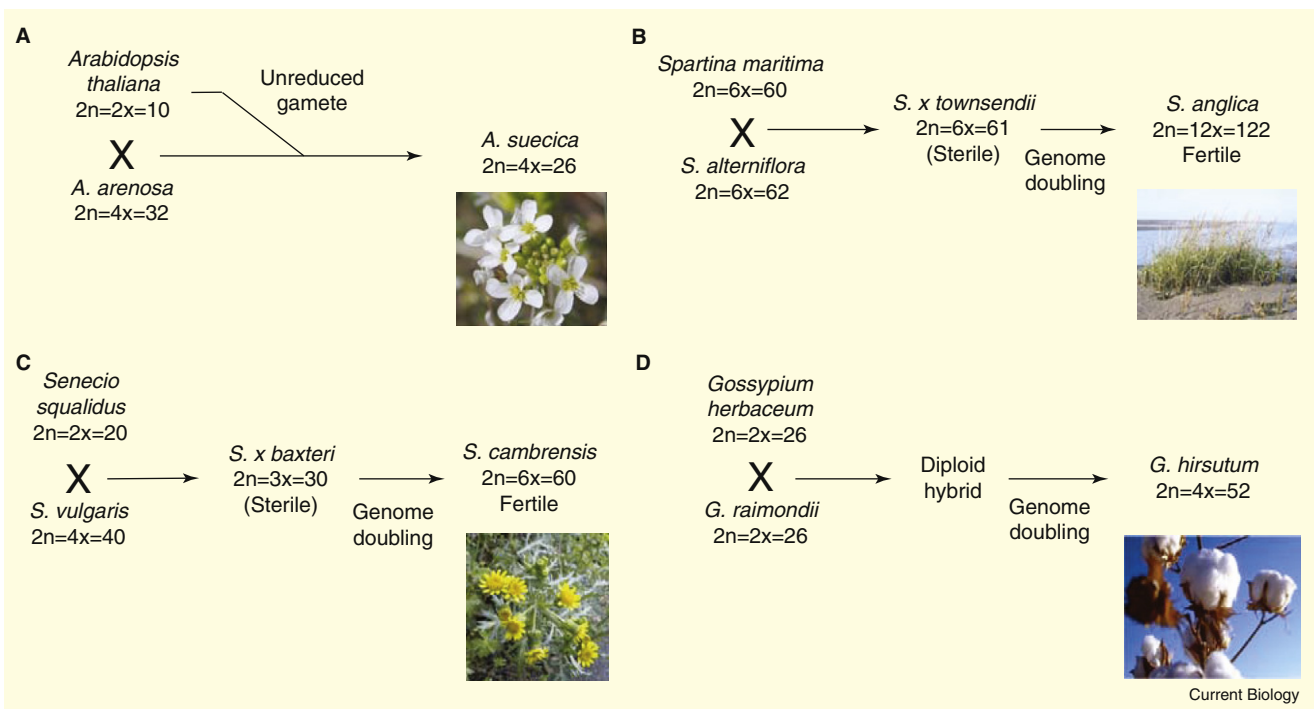 A
Arabidopsis
thaliana
2n=2x=10
Unreduced
gamete
X
A. arenosa
2n=4x=32
A. suecica
2n=4x=26
B
Spartina maritima
2n=6x=60
X
S. alterniflora
2n=6x=62
S. x townsendii
2n=6x=61
(Sterile)
Genome
doubling
S. anglica
2n=12x=122
Fertile
C
Senecio
squalidus
2n=2x=20
X
S. vulgaris
2n=4x=40
S. x baxteri
2n=3x=30
(Sterile)
Genome
doubling
S. cambrensis
2n=6x=60
Fertile
D
Gossypium
herbaceum
2n=2x=26
X
G. raimondii
2n=2x=26
Diploid
hybrid
Genome
doubling
G. hirsutum
2n=4x=52
Current Biology